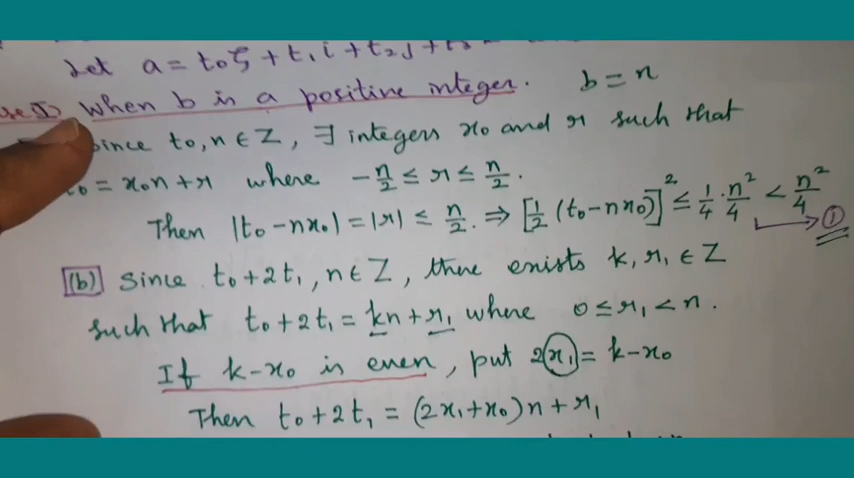 Let a = t₀ζ + t₁i + t₂j +
When b is a positive integer. b = n
Since t₀, n ∈ Z, ∃ integers x₀ and r such that
t₀ = x₀n + r where -n/2 ≤ r ≤ n/2.
Then |t₀ - nx₀| = |r| ≤ n/2. ⇒ [1/2 (t₀ - nx₀)]² ≤ 1/4 · n²/4 < n²/4 → ①
(b) Since t₀ + 2t₁, n ∈ Z, there exists k, r₁ ∈ Z
such that t₀ + 2t₁ = kn + r₁ where 0 ≤ r₁ < n.
If k - x₀ is even, put 2x₁ = k - x₀
Then t₀ + 2t₁ = (2x₁ + x₀)n + r₁